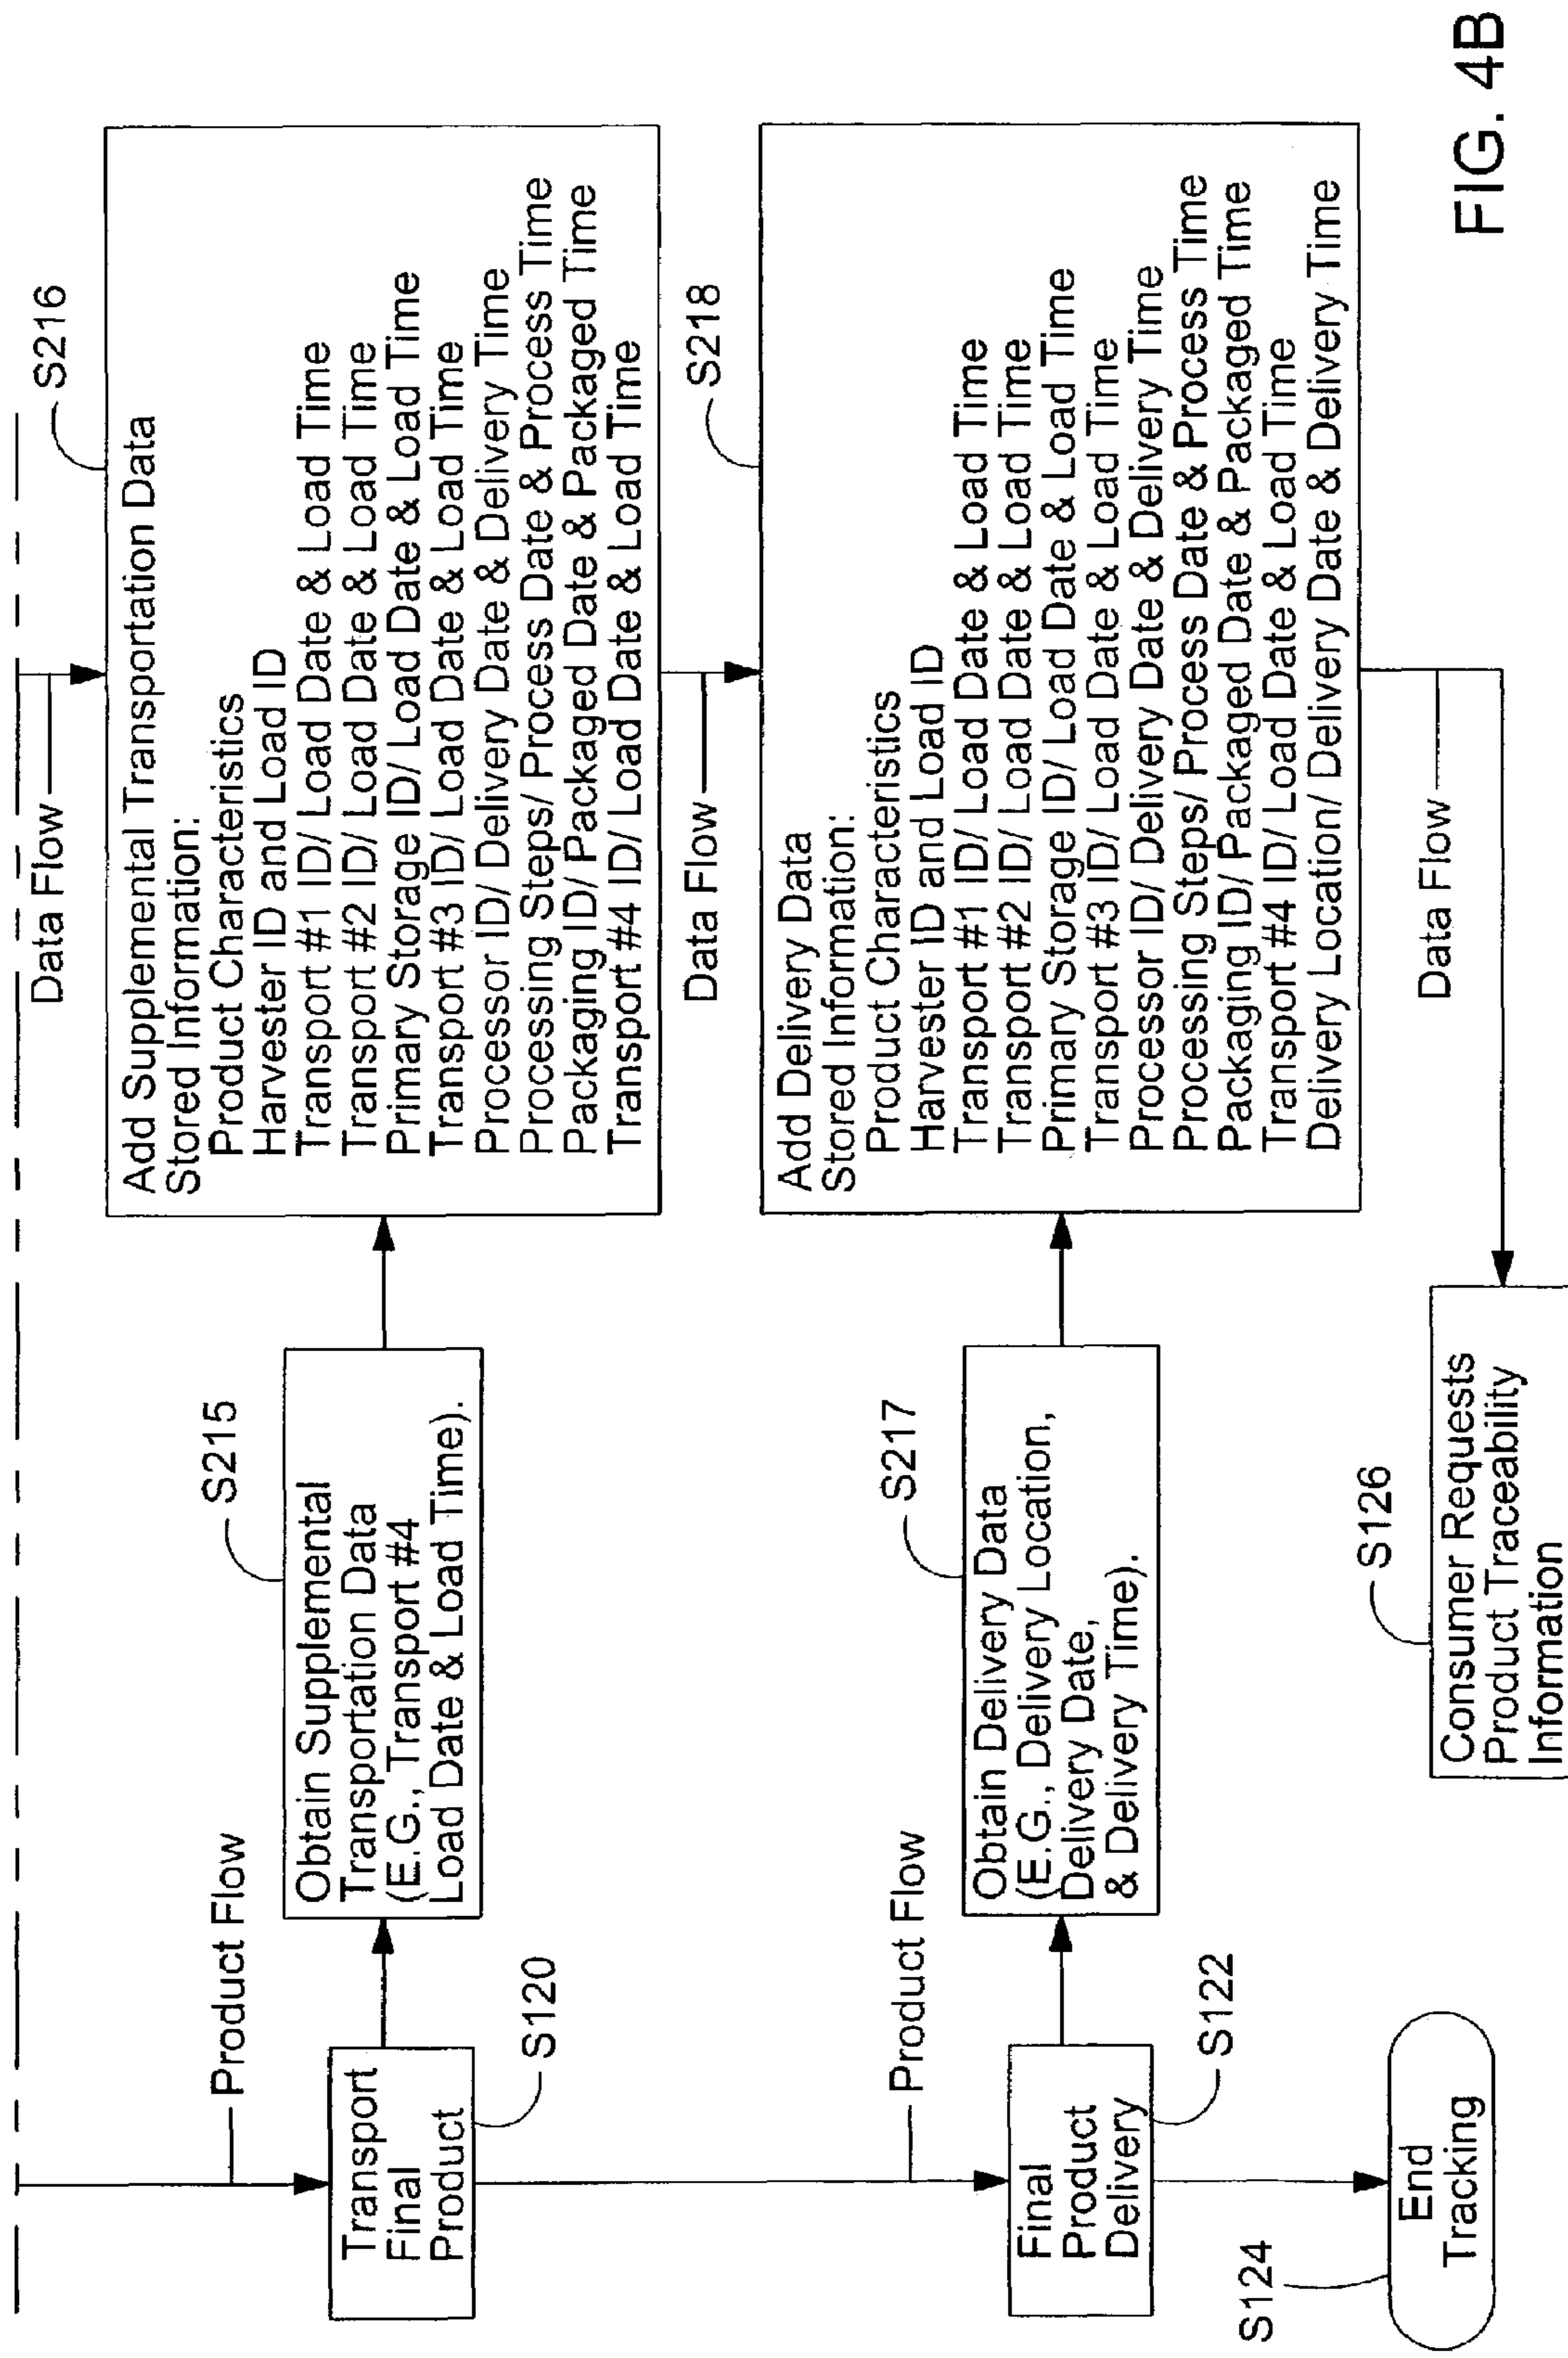 Product Flow
Data Flow
S215
S216
Transport
Final
Product
S120
Obtain Supplemental
Transportation Data
(E.G., Transport #4
Load Date & Load Time).
Add Supplemental Transportation Data
Stored Information:
Product Characteristics
Harvester ID and Load ID
Transport #1 ID/ Load Date & Load Time
Transport #2 ID/ Load Date & Load Time
Primary Storage ID/ Load Date & Load Time
Transport #3 ID/ Load Date & Load Time
Processor ID/ Delivery Date & Delivery Time
Processing Steps/ Process Date & Process Time
Packaging ID/ Packaged Date & Packaged Time
Transport #4 ID/ Load Date & Load Time
Product Flow
Data Flow
S217
S218
Final
Product
Delivery
S122
Obtain Delivery Data
(E.G., Delivery Location,
Delivery Date,
& Delivery Time).
Add Delivery Data
Stored Information:
Product Characteristics
Harvester ID and Load ID
Transport #1 ID/ Load Date & Load Time
Transport #2 ID/ Load Date & Load Time
Primary Storage ID/ Load Date & Load Time
Transport #3 ID/ Load Date & Load Time
Processor ID/ Delivery Date & Delivery Time
Processing Steps/ Process Date & Process Time
Packaging ID/ Packaged Date & Packaged Time
Transport #4 ID/ Load Date & Load Time
Delivery Location/ Delivery Date & Delivery Time
S124
End
Tracking
S126
Consumer Requests
Product Traceability
Information
Data Flow
FIG. 4B